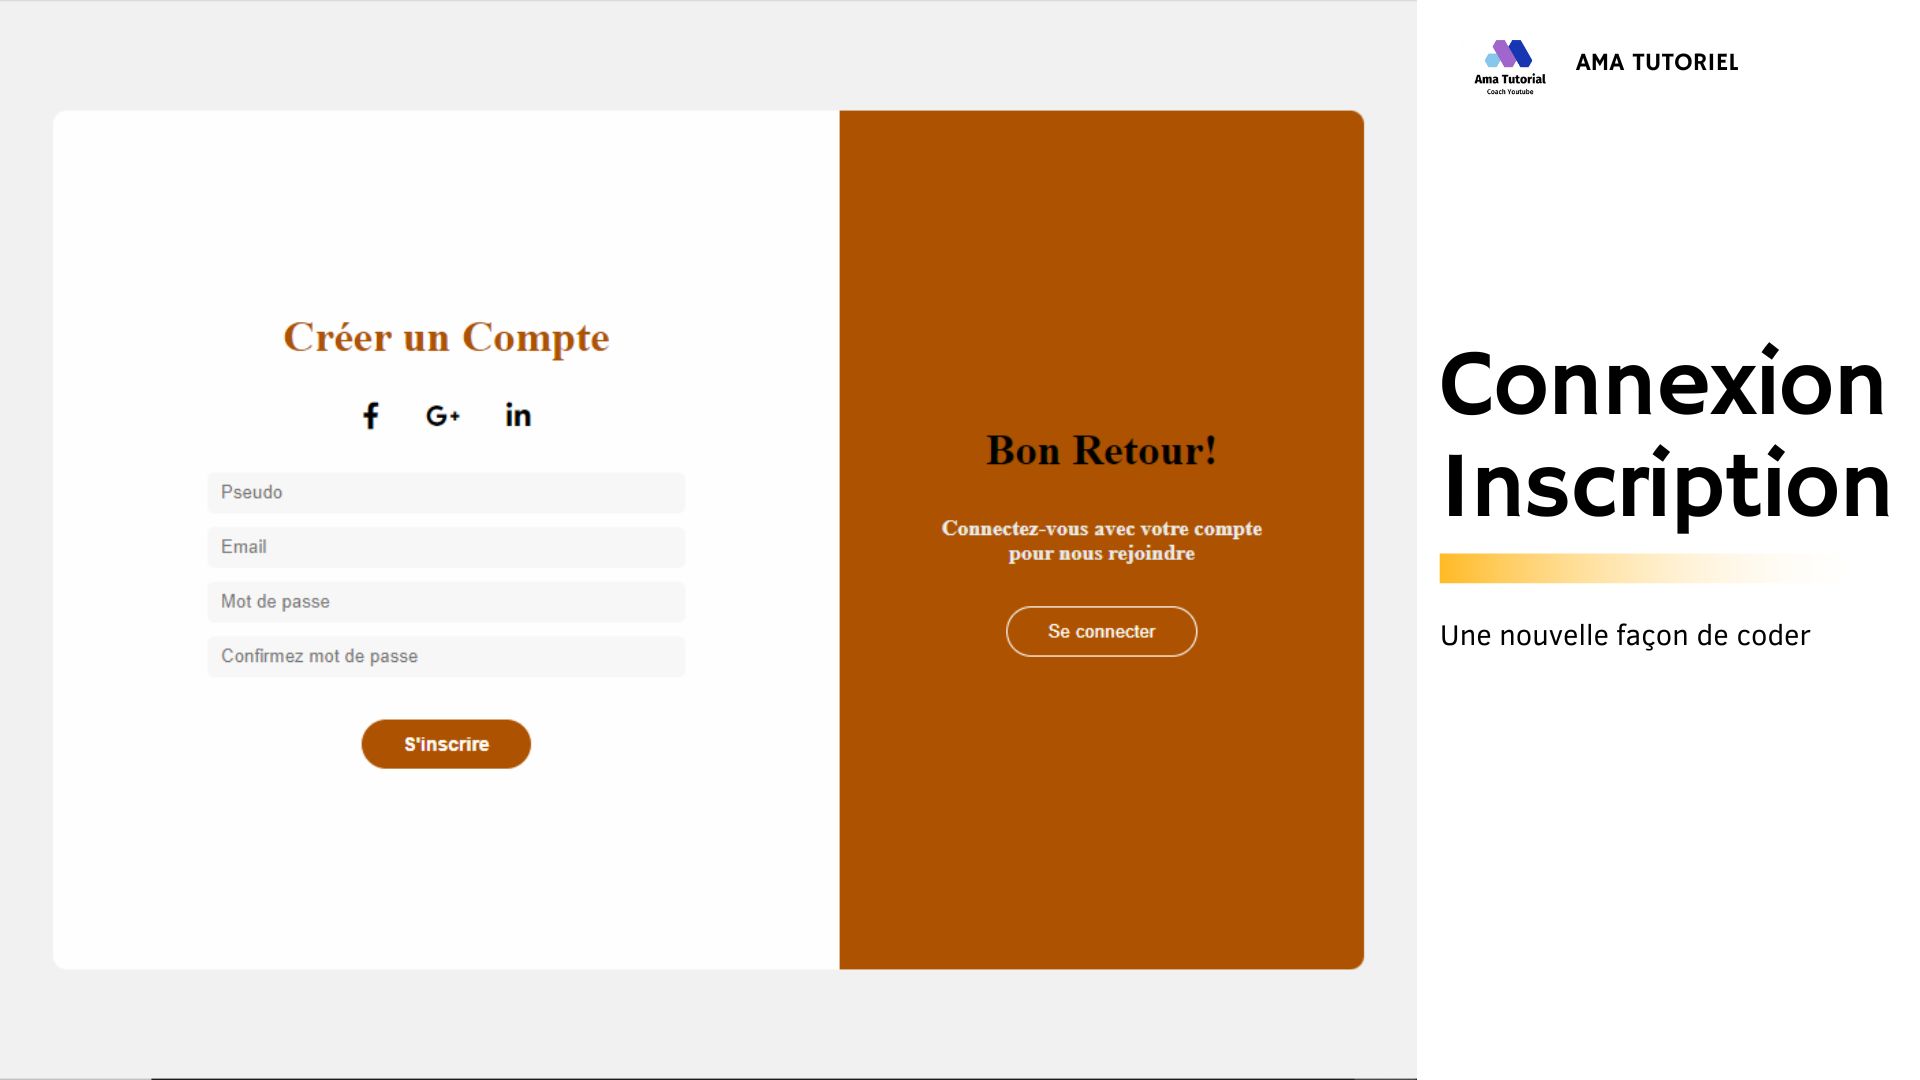 Créer un Compte
f
G+
in
Pseudo
Email
Mot de passe
Confirmez mot de passe
S'inscrire
Bon Retour!
Connectez-vous avec votre compte
pour nous rejoindre
Se connecter
Ama Tutorial
Coach Youtube
AMA TUTORIEL
Connexion
Inscription
Une nouvelle façon de coder